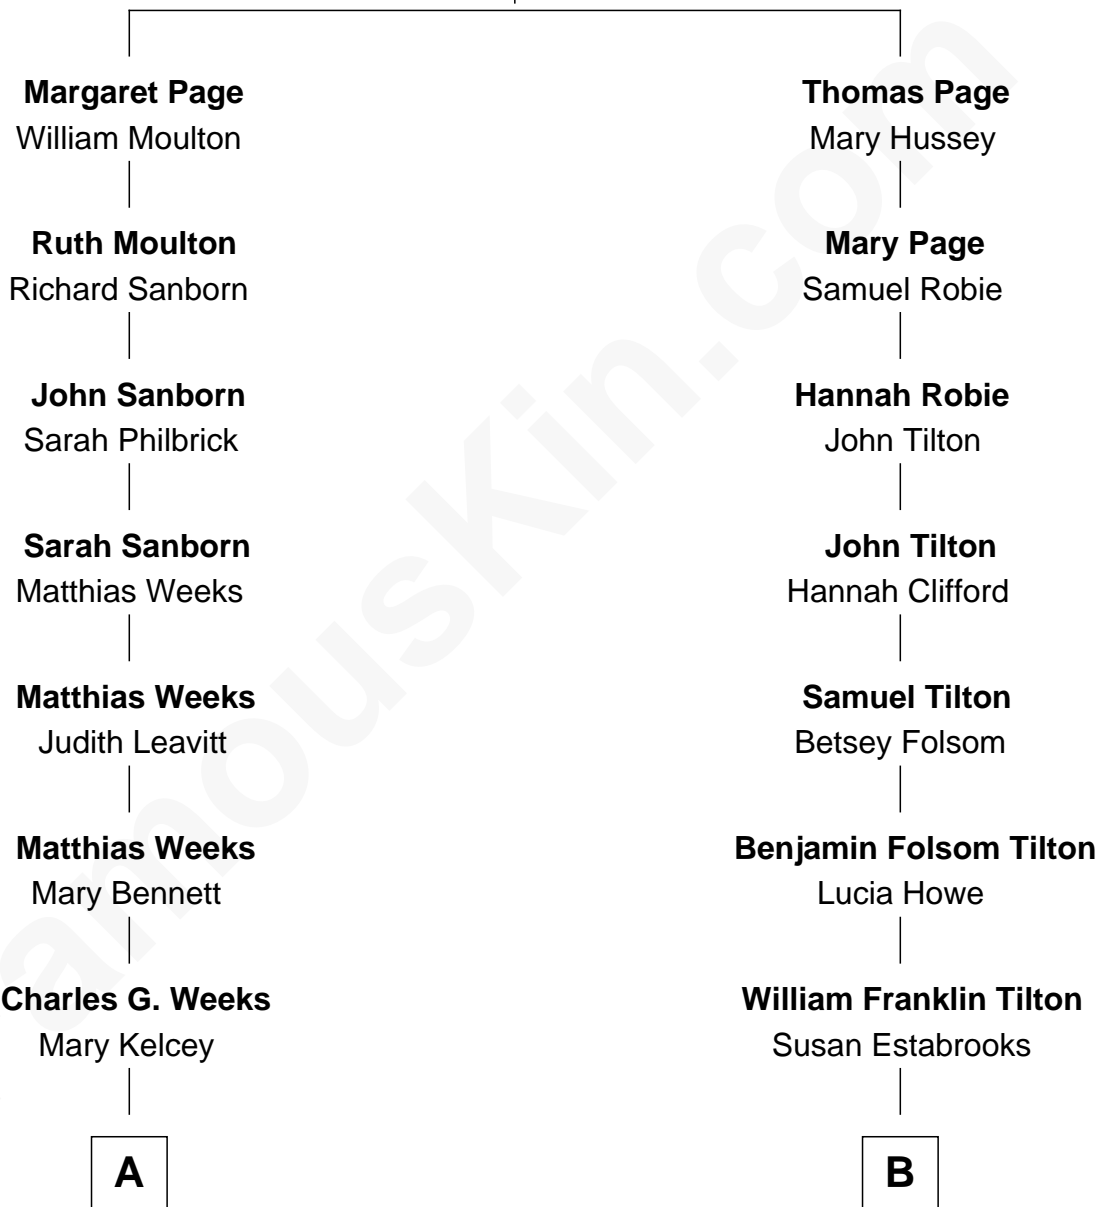 Margaret Page
William Moulton
Ruth Moulton
Richard Sanborn
John Sanborn
Sarah Philbrick
Sarah Sanborn
Matthias Weeks
Matthias Weeks
Judith Leavitt
Matthias Weeks
Mary Bennett
Charles G. Weeks
Mary Kelcey
A
Thomas Page
Mary Hussey
Mary Page
Samuel Robie
Hannah Robie
John Tilton
John Tilton
Hannah Clifford
Samuel Tilton
Betsey Folsom
Benjamin Folsom Tilton
Lucia Howe
William Franklin Tilton
Susan Estabrooks
B
amouskin.com